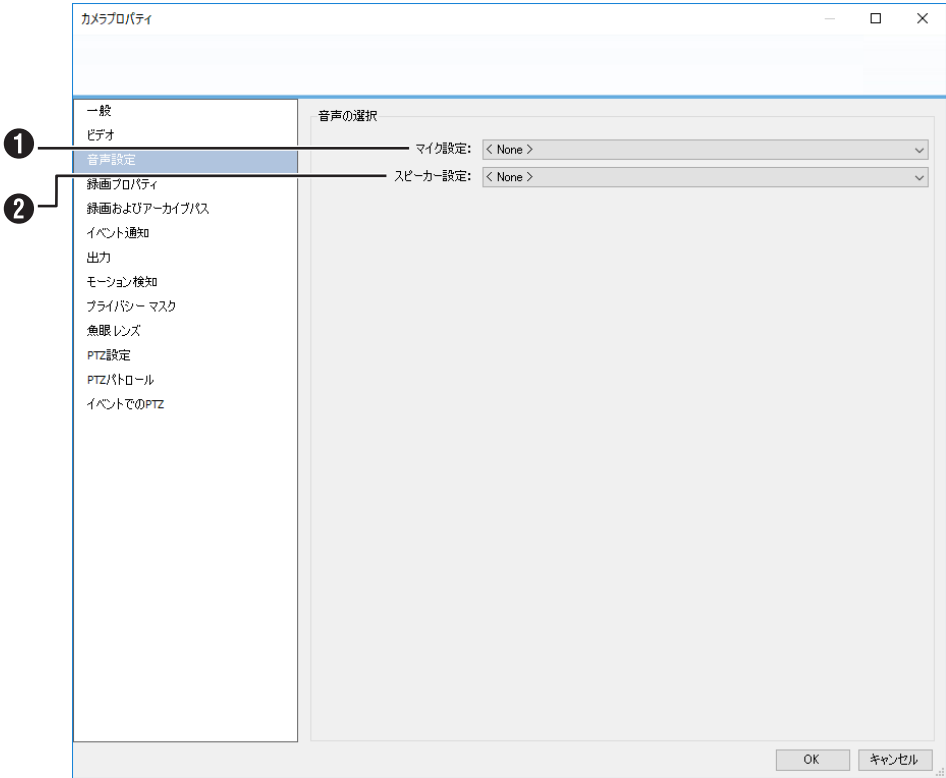 カメラプロパティ
一般
ビデオ
音声設定
録画プロパティ
録画およびアーカイブパス
イベント通知
出力
モーション検知
プライバシー マスク
魚眼レンズ
PTZ設定
PTZパトロール
イベントでのPTZ
音声の選択
❶
マイク設定: < None >
❷
スピーカー設定: < None >
OK キャンセル